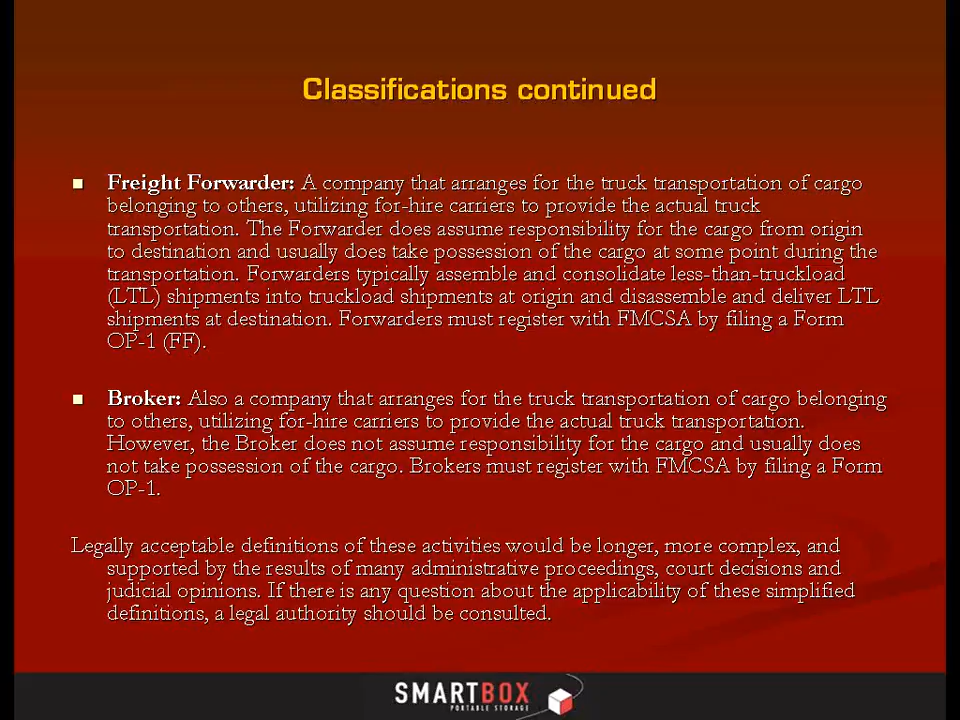 Classifications continued
Freight Forwarder: A company that arranges for the truck transportation of cargo
belonging to others, utilizing for-hire carriers to provide the actual truck
transportation. The Forwarder does assume responsibility for the cargo from origin
to destination and usually does take possession of the cargo at some point during the
transportation. Forwarders typically assemble and consolidate less-than-truckload
(LTL) shipments into truckload shipments at origin and disassemble and deliver LTL
shipments at destination. Forwarders must register with FMCSA by filing a Form
OP-1 (FF).
Broker: Also a company that arranges for the truck transportation of cargo belonging
to others, utilizing for-hire carriers to provide the actual truck transportation.
However, the Broker does not assume responsibility for the cargo and usually does
not take possession of the cargo. Brokers must register with FMCSA by filing a Form
OP-1.
Legally acceptable definitions of these activities would be longer, more complex, and
supported by the results of many administrative proceedings, court decisions and
judicial opinions. If there is any question about the applicability of these simplified
definitions, a legal authority should be consulted.
SMARTBOX
PORTABLE STORAGE